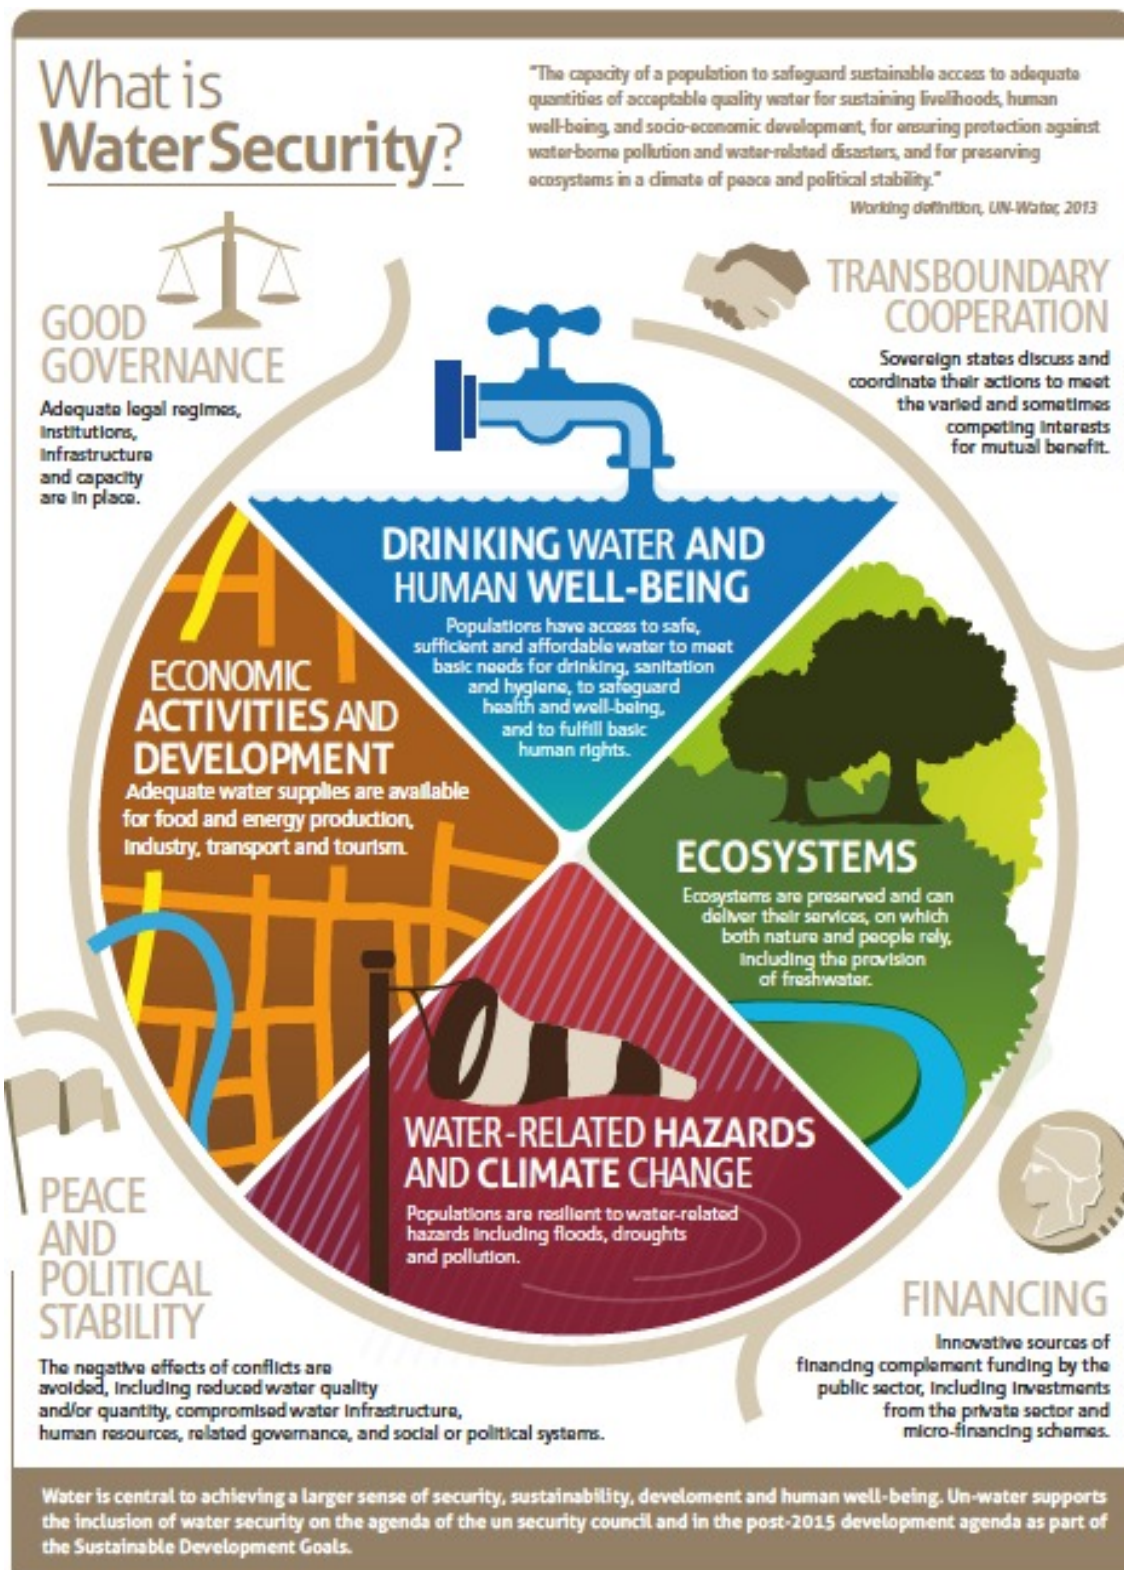 What is
Water Security?
"The capacity of a population to safeguard sustainable access to adequate
quantities of acceptable quality water for sustaining livelihoods, human
well-being, and socio-economic development, for ensuring protection against
water-borne pollution and water-related disasters, and for preserving
ecosystems in a climate of peace and political stability."
Working definition, UN-Water, 2013
GOOD
GOVERNANCE
Adequate legal regimes,
institutions,
infrastructure
and capacity
are in place.
TRANSBOUNDARY
COOPERATION
Sovereign states discuss and
coordinate their actions to meet
the varied and sometimes
competing interests
for mutual benefit.
DRINKING WATER AND
HUMAN WELL-BEING
Populations have access to safe,
sufficient and affordable water to meet
basic needs for drinking, sanitation
and hygiene, to safeguard
health and well-being,
and to fulfill basic
human rights.
ECONOMIC
ACTIVITIES AND
DEVELOPMENT
Adequate water supplies are available
for food and energy production,
industry, transport and tourism.
ECOSYSTEMS
Ecosystems are preserved and can
deliver their services, on which
both nature and people rely,
including the provision
of freshwater.
WATER-RELATED HAZARDS
AND CLIMATE CHANGE
Populations are resilient to water-related
hazards including floods, droughts
and pollution.
PEACE
AND
POLITICAL
STABILITY
The negative effects of conflicts are
avoided, including reduced water quality
and/or quantity, compromised water infrastructure,
human resources, related governance, and social or political systems.
FINANCING
Innovative sources of
financing complement funding by the
public sector, including investments
from the private sector and
micro-financing schemes.
Water is central to achieving a larger sense of security, sustainability, develoment and human well-being. Un-water supports
the inclusion of water security on the agenda of the un security council and in the post-2015 development agenda as part of
the Sustainable Development Goals.